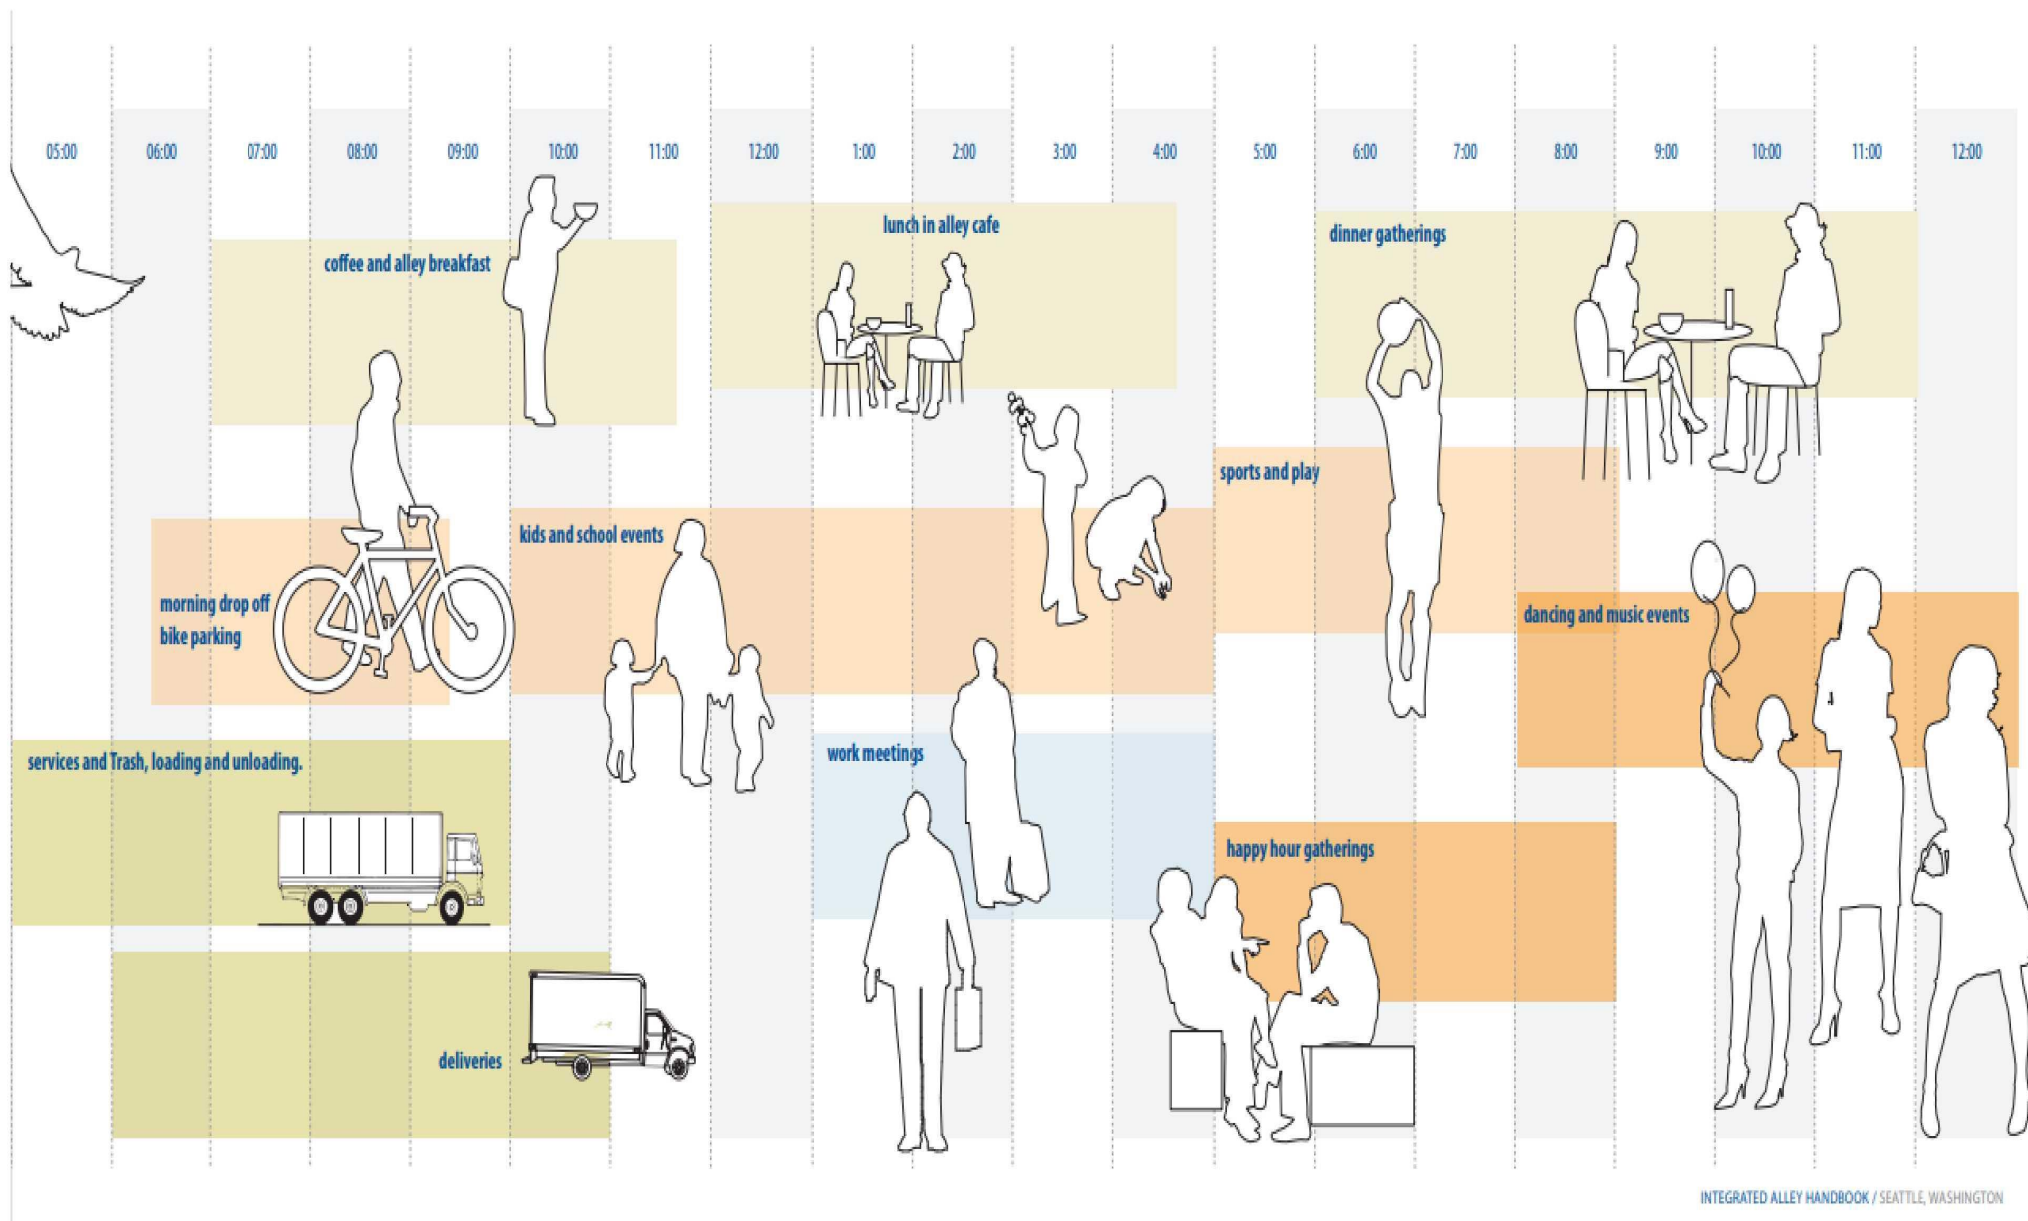 05:00 06:00 07:00 08:00 09:00 10:00 11:00 12:00 1:00 2:00 3:00 4:00 5:00 6:00 7:00 8:00 9:00 10:00 11:00 12:00
lunch in alley cafe
dinner gatherings
coffee and alley breakfast
sports and play
kids and school events
morning drop off
bike parking
dancing and music events
services and Trash, loading and unloading.
work meetings
happy hour gatherings
deliveries
INTEGRATED ALLEY HANDBOOK / SEATTLE, WASHINGTON